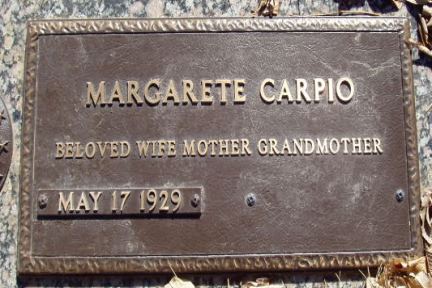 MARGARETE CARPIO
BELOVED WIFE MOTHER GRANDMOTHER
MAY 17 1929